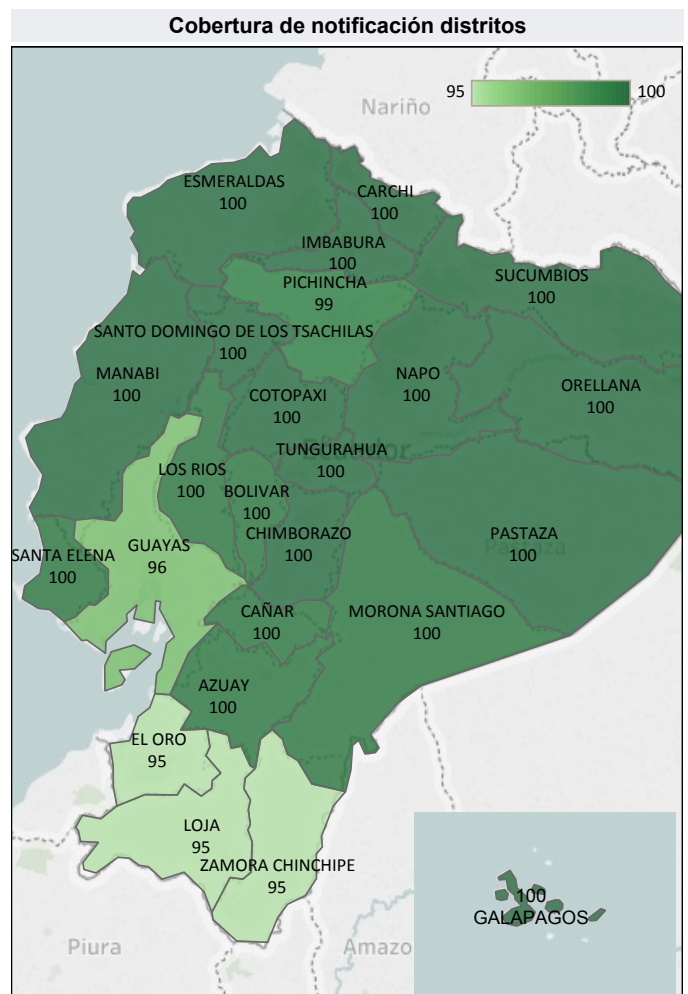 Cobertura de notificación distritos
95 100
Nariño
ESMERALDAS
100
CARCHI
100
IMBABURA
100
SUCUMBIOS
100
PICHINCHA
99
SANTO DOMINGO DE LOS TSACHILAS
100
MANABI
100
NAPO
100
ORELLANA
100
COTOPAXI
100
TUNGURAHUA
100
Ecuador
LOS RIOS
100
BOLIVAR
100
CHIMBORAZO
100
PASTAZA
100
Pastaza
SANTA ELENA
100
GUAYAS
96
CAÑAR
100
MORONA SANTIAGO
100
AZUAY
100
EL ORO
95
LOJA
95
ZAMORA CHINCHIPE
95
100
GALAPAGOS
Piura
Amazo